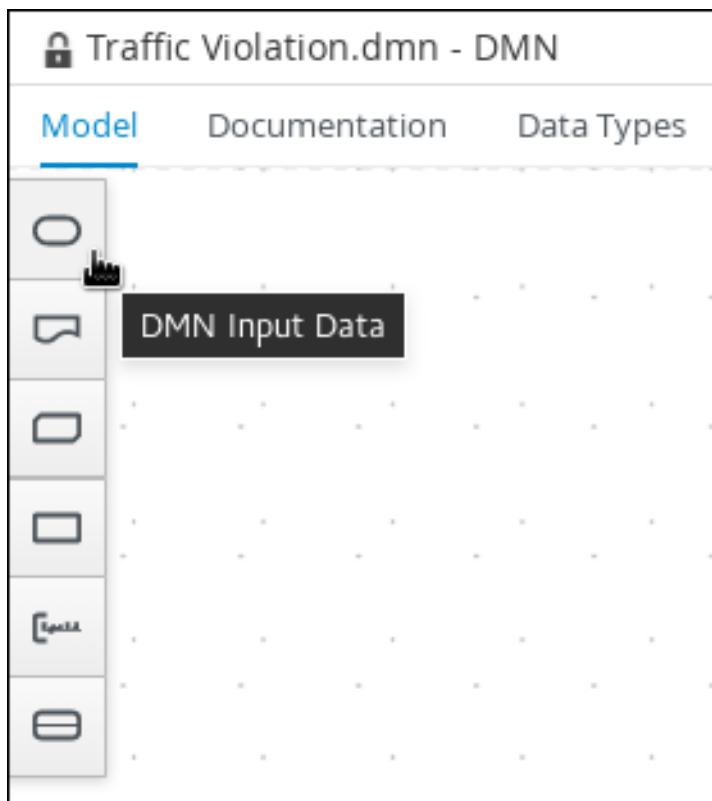 Traffic Violation.dmn - DMN
Model Documentation Data Types
DMN Input Data